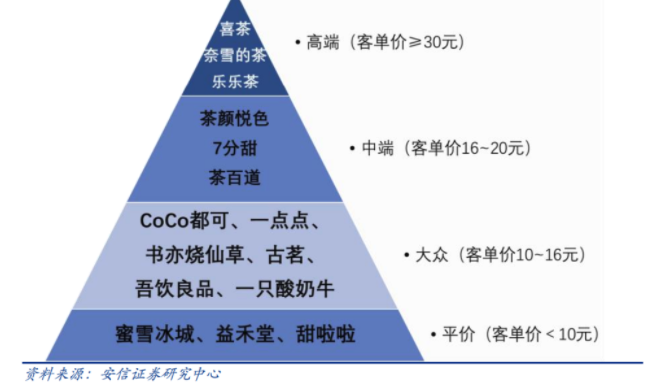 喜茶
奈雪的茶
乐乐茶
• 高端（客单价≥30元）
茶颜悦色
7分甜
茶百道
• 中端（客单价16~20元）
CoCo都可、一点点、
书亦烧仙草、古茗、
吾饮良品、一只酸奶牛
• 大众（客单价10~16元）
蜜雪冰城、益禾堂、甜啦啦
• 平价（客单价＜10元）
资料来源：安信证券研究中心